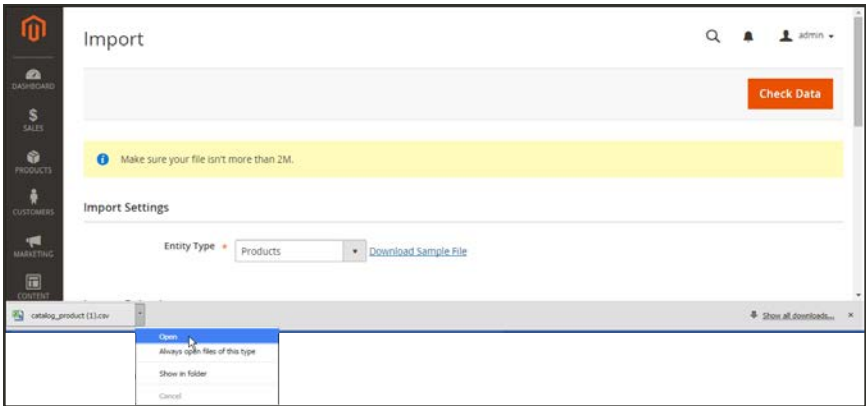 Import
admin
DASHBOARD
Check Data
SALES
Make sure your file isn't more than 2M.
PRODUCTS
Import Settings
CUSTOMERS
Entity Type * Products Download Sample File
MARKETING
CONTENT
catalog_product (1).csv Show all downloads...
Open
Always open files of this type
Show in folder
Cancel